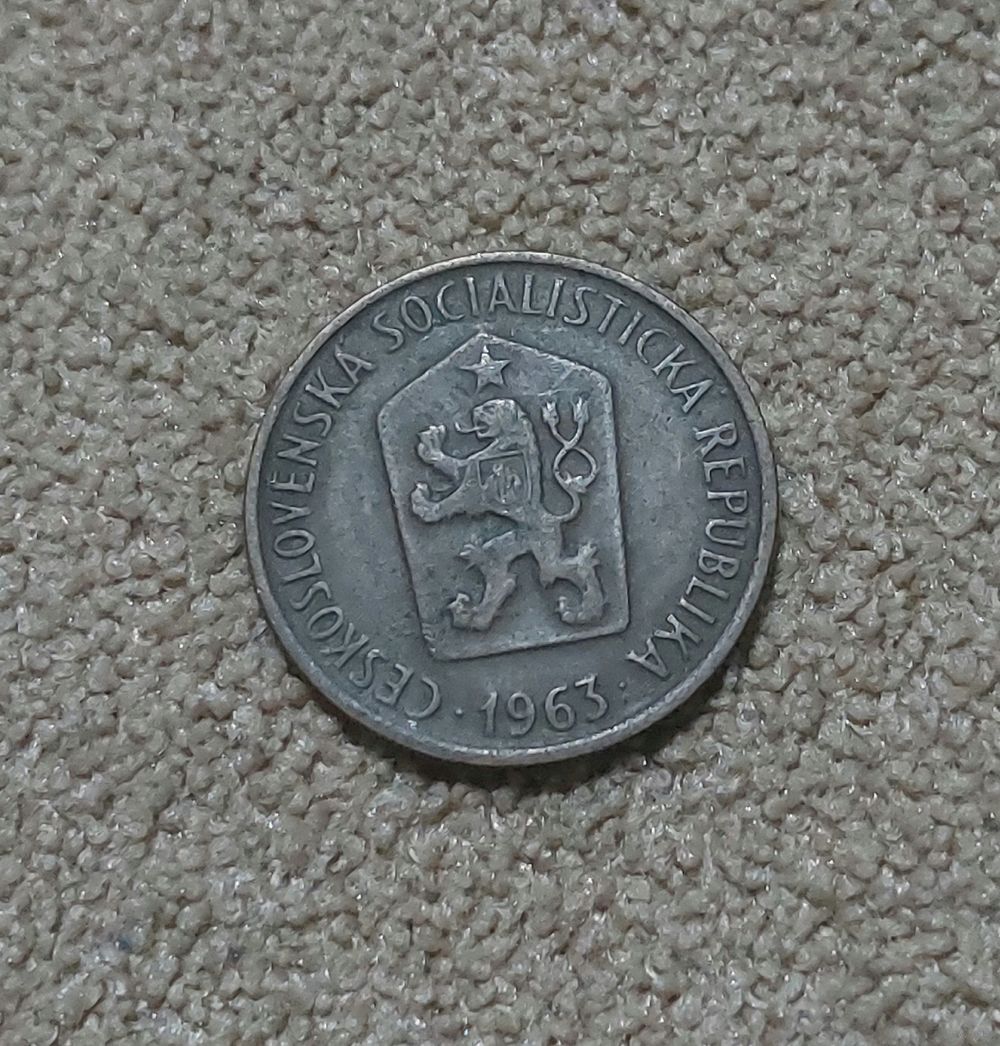 ČESKOSLOVENSKÁ SOCIALISTICKÁ REPUBLIKA
· 1963 ·